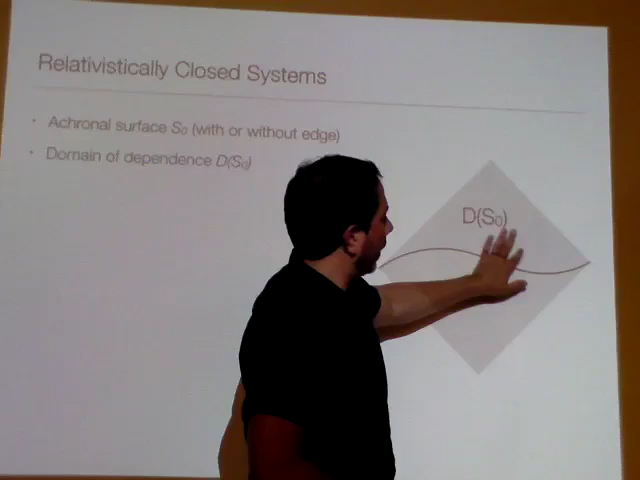 Relativistically Closed Systems
• Achronal surface S₀ (with or without edge)
• Domain of dependence D(S₀)
D(S₀)